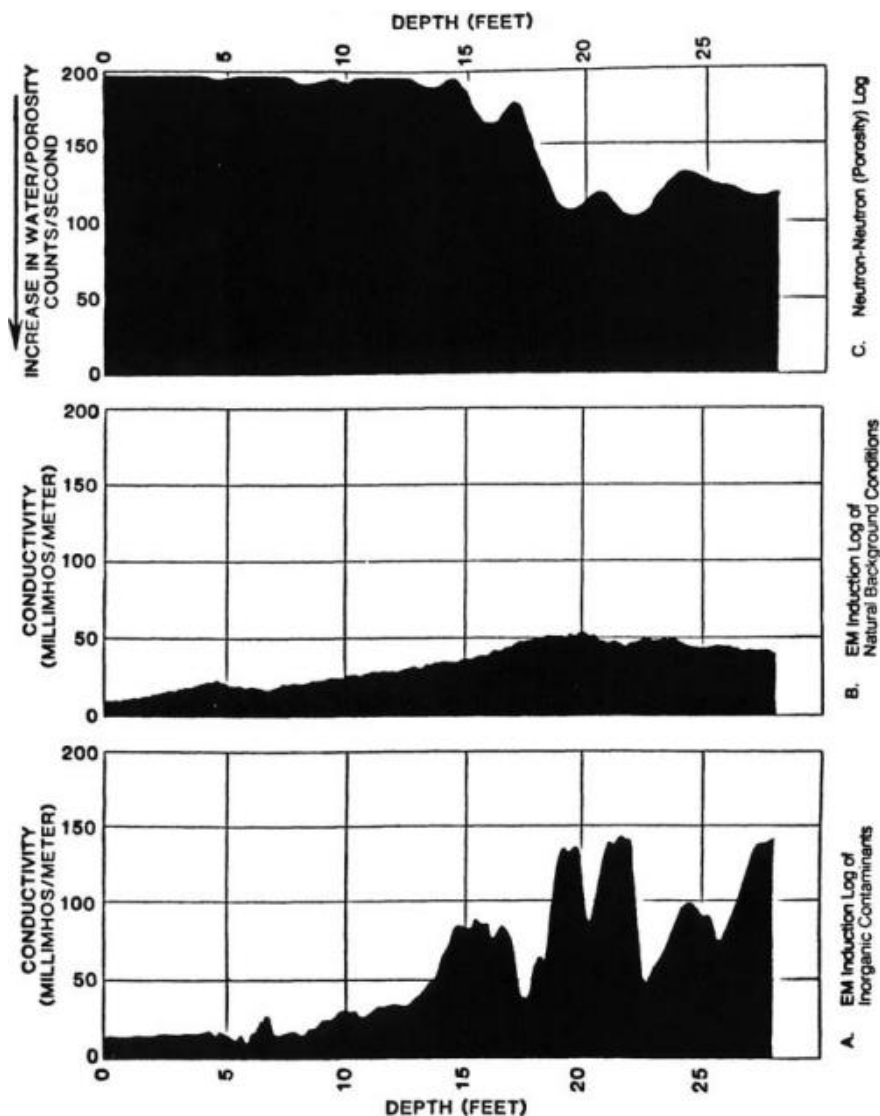 DEPTH (FEET)
0 5 10 15 20 25
INCREASE IN WATER/POROSITY
COUNTS/SECOND
200
150
100
50
0
C. Neutron-Neutron (Porosity) Log
CONDUCTIVITY
(MILLIMHOS/METER)
200
150
100
50
0
B. EM Induction Log of
Natural Background Conditions
CONDUCTIVITY
(MILLIMHOS/METER)
200
150
100
50
0
A. EM Induction Log of
Inorganic Contaminants
0 5 10 15 20 25
DEPTH (FEET)